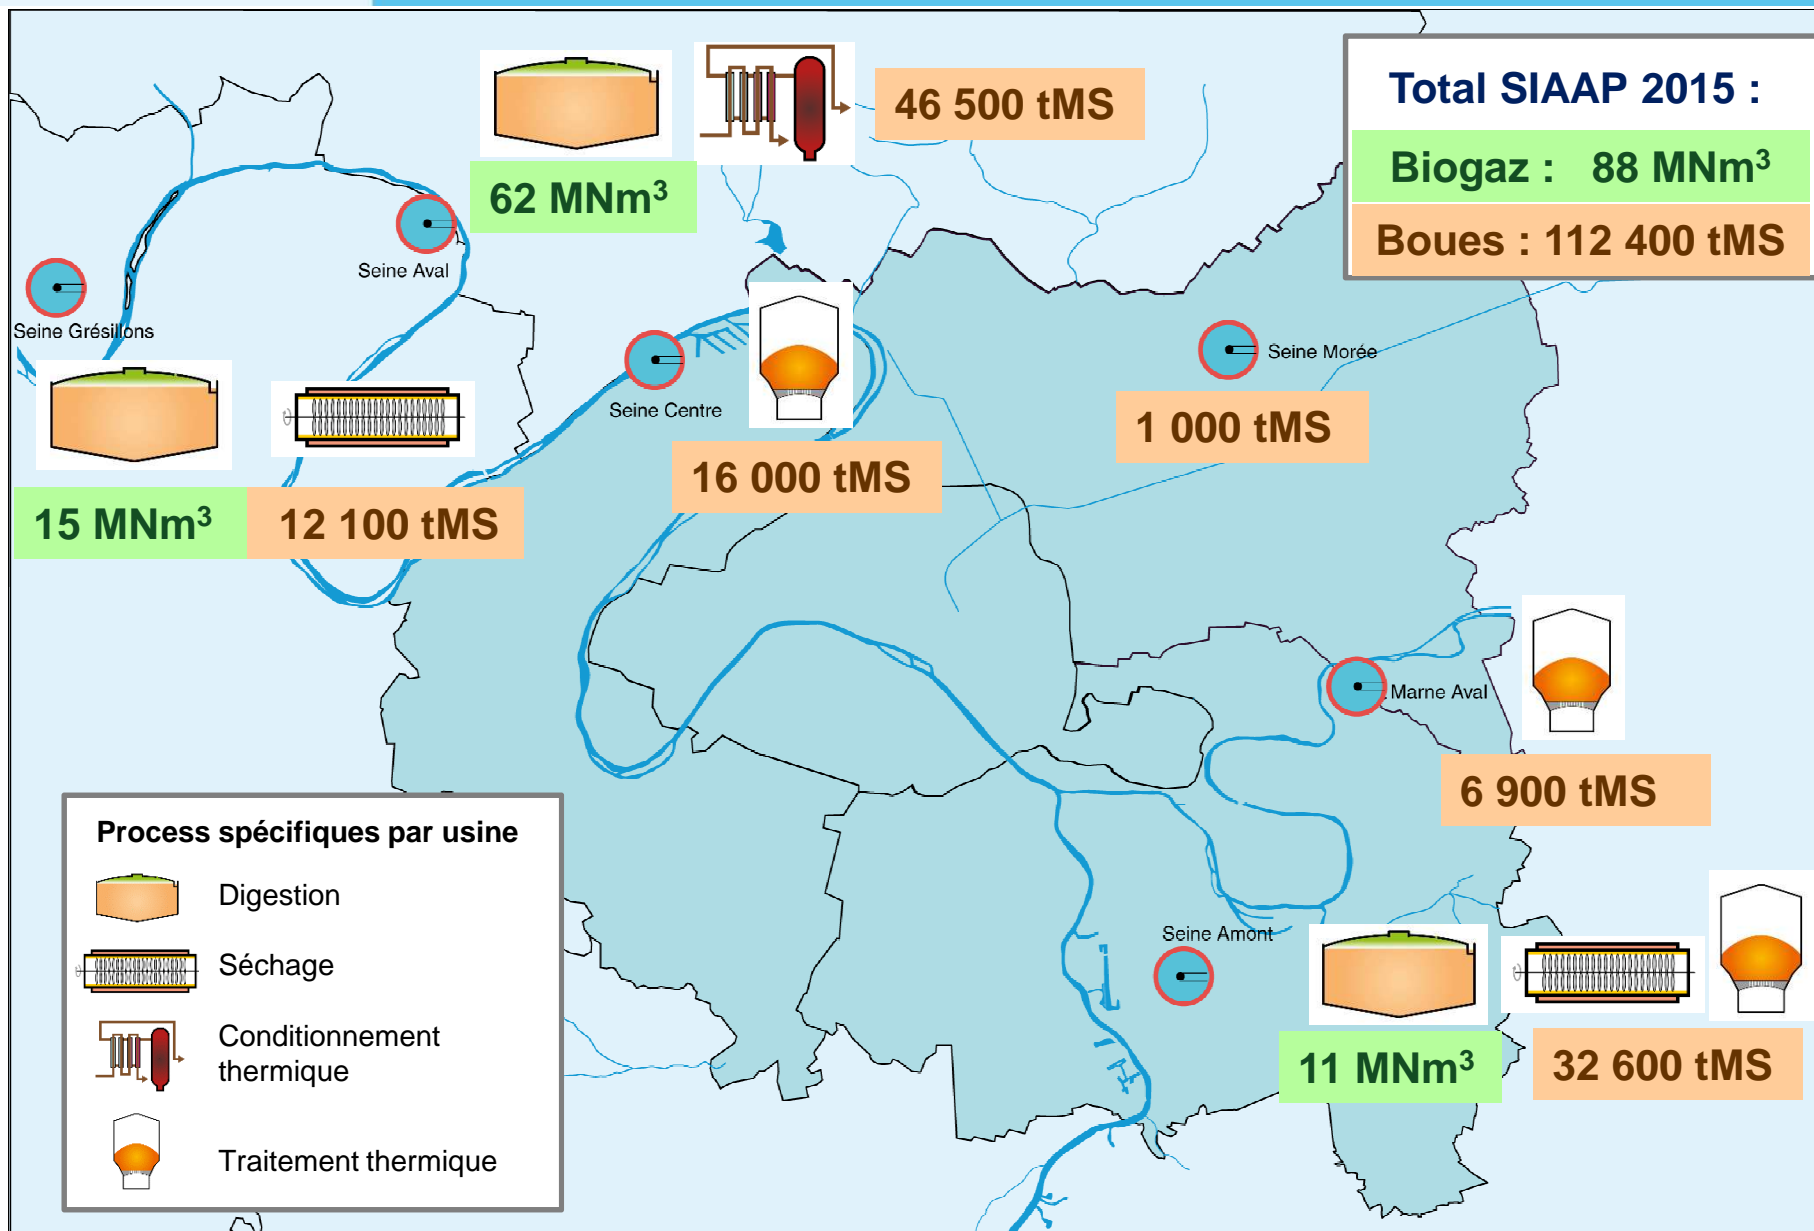 46 500 tMS
Total SIAAP 2015 :
Biogaz : 88 MNm³
Boues : 112 400 tMS
62 MNm³
Seine Aval
Seine Grésillons
Seine Centre
Seine Morée
1 000 tMS
16 000 tMS
15 MNm³
12 100 tMS
Marne Aval
6 900 tMS
Process spécifiques par usine
Digestion
Séchage
Conditionnement
thermique
Traitement thermique
Seine Amont
11 MNm³
32 600 tMS